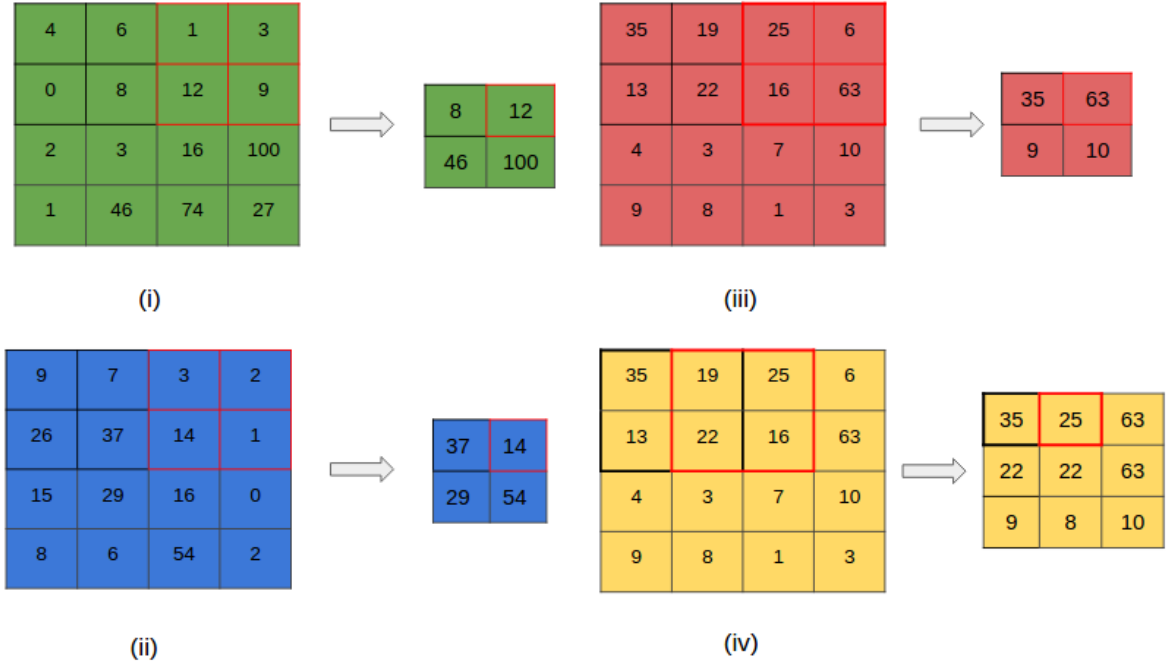 4 6 1 3
0 8 12 9
2 3 16 100
1 46 74 27
8 12
46 100
(i)
35 19 25 6
13 22 16 63
4 3 7 10
9 8 1 3
35 63
9 10
(iii)
9 7 3 2
26 37 14 1
15 29 16 0
8 6 54 2
37 14
29 54
(ii)
35 19 25 6
13 22 16 63
4 3 7 10
9 8 1 3
35 25 63
22 22 63
9 8 10
(iv)